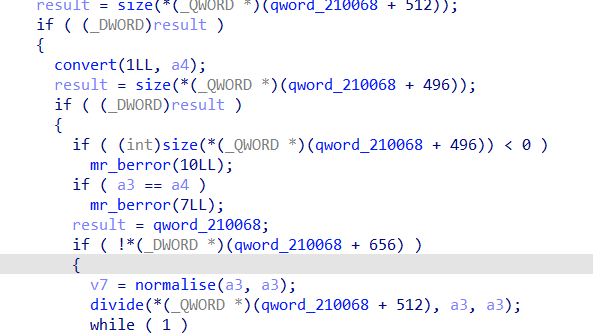 result = size(*(_QWORD *)(qword_210068 + 512));
if ( (_DWORD)result )
{
convert(1LL, a4);
result = size(*(_QWORD *)(qword_210068 + 496));
if ( (_DWORD)result )
{
if ( (int)size(*(_QWORD *)(qword_210068 + 496)) < 0 )
mr_berror(10LL);
if ( a3 == a4 )
mr_berror(7LL);
result = qword_210068;
if ( !*(_DWORD *)(qword_210068 + 656) )
{
v7 = normalise(a3, a3);
divide(*(_QWORD *)(qword_210068 + 512), a3, a3);
while ( 1 )